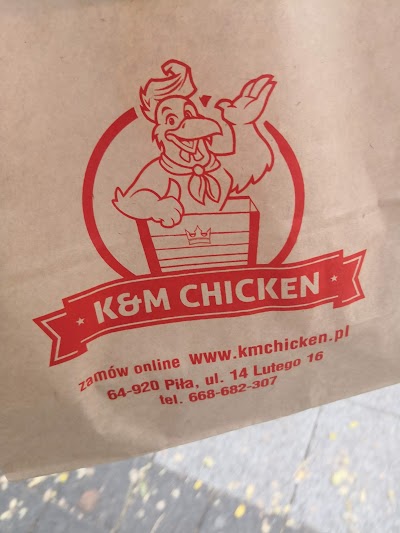 K&M CHICKEN
zamów online www.kmchicken.pl
64-920 Piła, ul. 14 Lutego 16
tel. 668-682-307